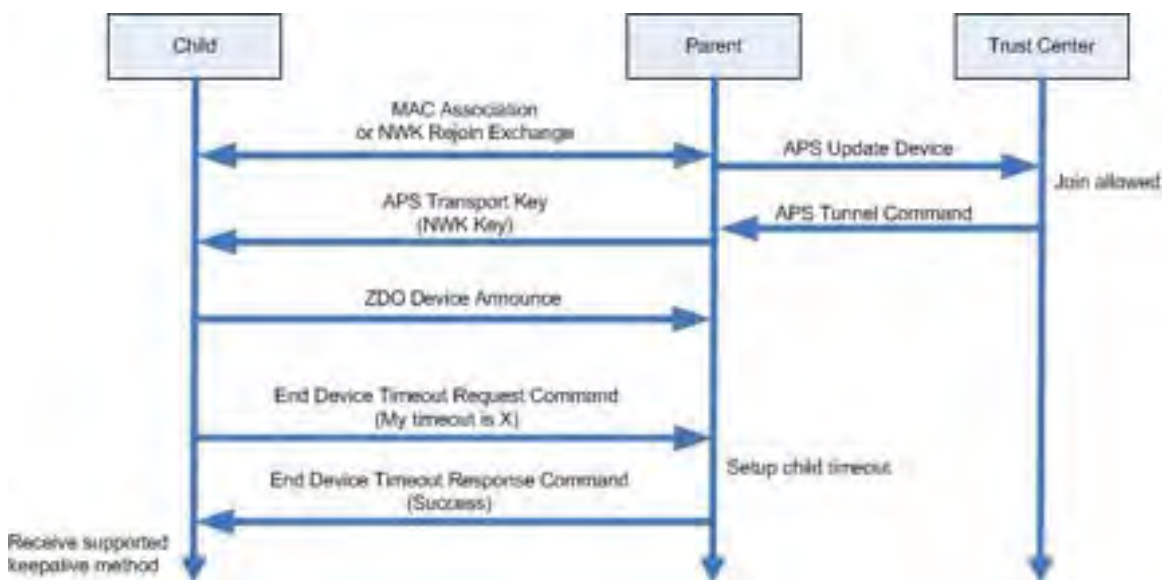 Child
Parent
Trust Center
MAC Association
or NWK Rejoin Exchange
APS Update Device
Join allowed
APS Transport Key
(NWK Key)
APS Tunnel Command
ZDO Device Announce
End Device Timeout Request Command
(My timeout is X)
Setup child timeout
End Device Timeout Response Command
(Success)
Receive supported
keepalive method